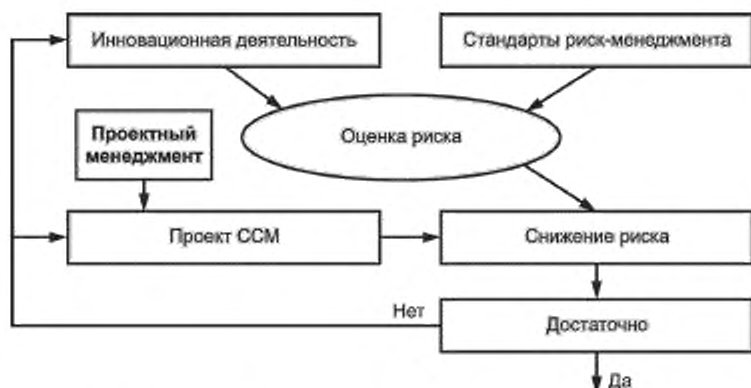 Инновационная деятельность
Стандарты риск-менеджмента
Оценка риска
Проектный
менеджмент
Проект ССМ
Снижение риска
Нет
Достаточно
Да